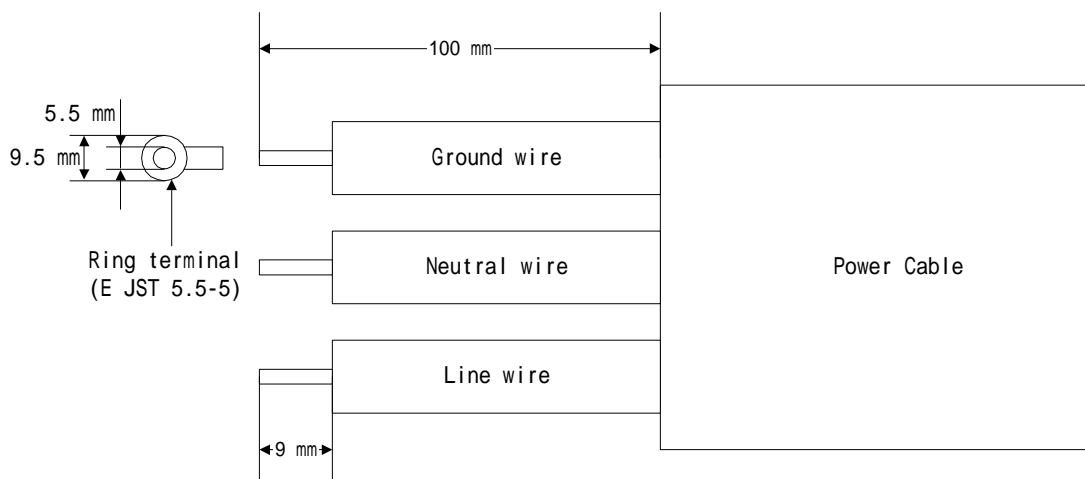 100 mm
5.5 mm
9.5 mm
Ground wire
Ring terminal
(E JST 5.5-5)
Neutral wire
Power Cable
Line wire
9 mm